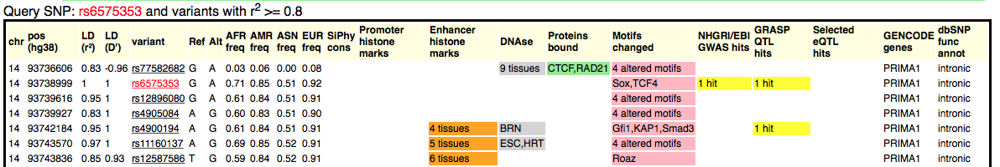 Query SNP: rs6575353 and variants with r2 >= 0.8
chr pos (hg38) LD (r²) LD (D') variant Ref Alt AFR freq AMR freq ASN freq EUR freq SiPhy cons Promoter histone marks Enhancer histone marks DNAse Proteins bound Motifs changed NHGRI/EBI GWAS hits GRASP QTL hits Selected eQTL hits GENCODE genes dbSNP func annot
14 93736606 0.83 -0.96 rs77582682 G A 0.03 0.06 0.00 0.08 9 tissues CTCF,RAD21 4 altered motifs PRIMA1 intronic
14 93738999 1 1 rs6575353 G A 0.71 0.85 0.51 0.92 Sox,TCF4 1 hit 1 hit PRIMA1 intronic
14 93739616 0.95 1 rs12896080 G A 0.61 0.84 0.51 0.91 4 altered motifs PRIMA1 intronic
14 93739927 0.83 1 rs4905084 A G 0.60 0.83 0.51 0.90 4 altered motifs PRIMA1 intronic
14 93742184 0.95 1 rs4900194 A G 0.61 0.84 0.51 0.91 4 tissues BRN Gfi1,KAP1,Smad3 1 hit PRIMA1 intronic
14 93743570 0.97 1 rs11160137 A G 0.69 0.85 0.52 0.91 5 tissues ESC,HRT 4 altered motifs PRIMA1 intronic
14 93743836 0.85 0.93 rs12587586 T G 0.59 0.84 0.52 0.91 6 tissues Roaz PRIMA1 intronic